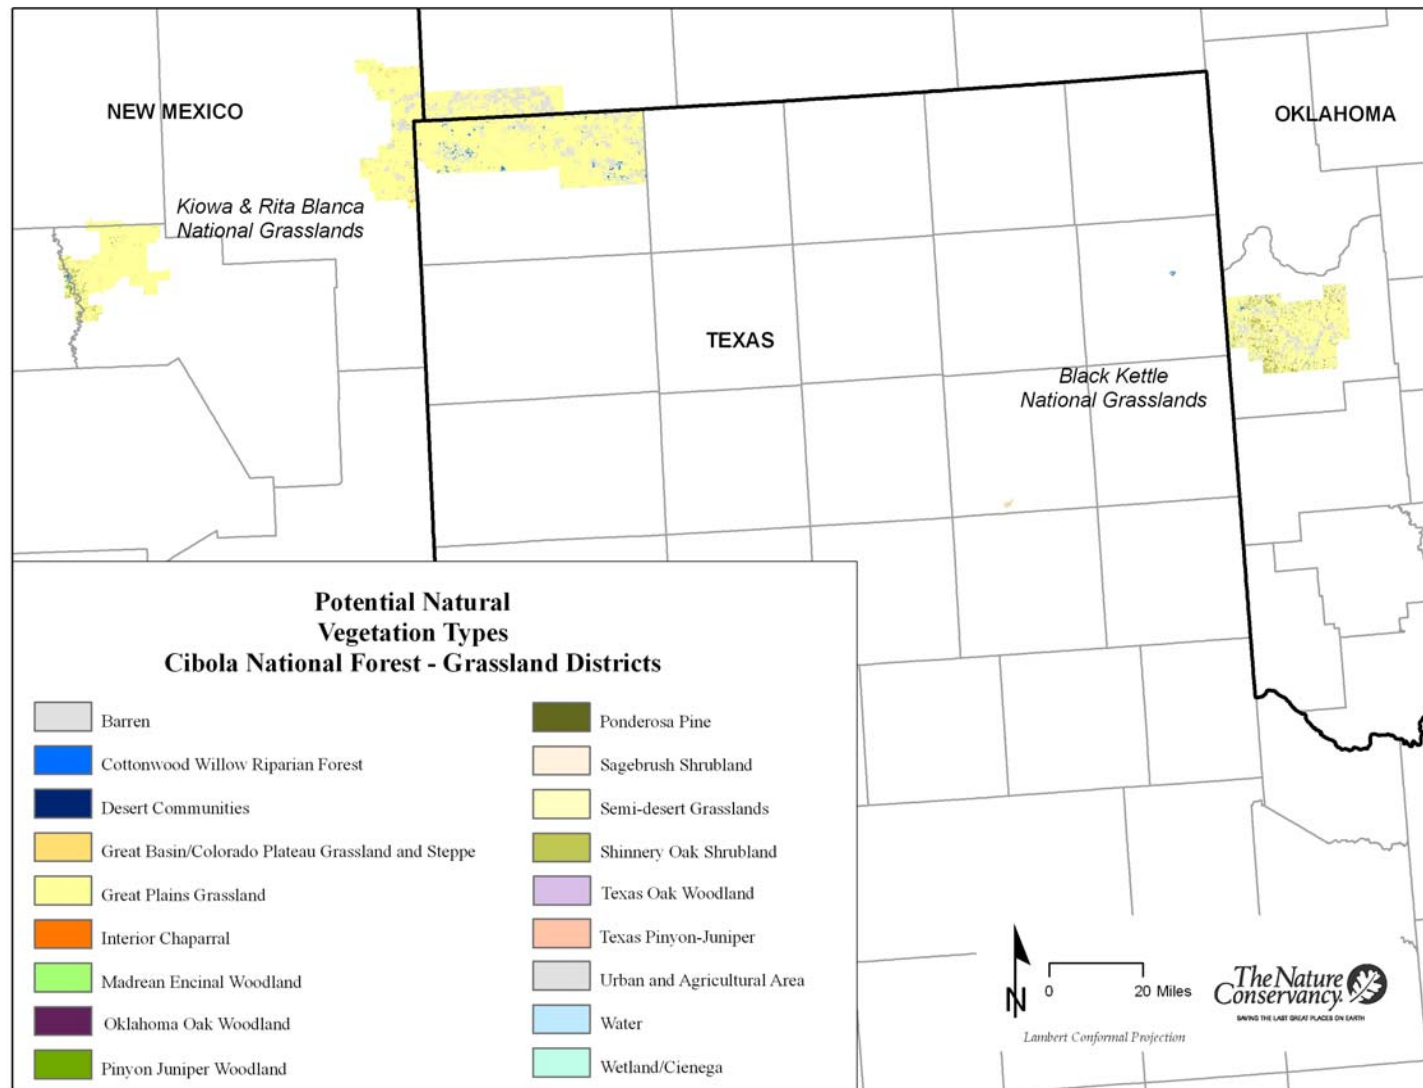 NEW MEXICO
OKLAHOMA
Kiowa & Rita Blanca
National Grasslands
TEXAS
Black Kettle
National Grasslands
Potential Natural
Vegetation Types
Cibola National Forest - Grassland Districts
Barren
Cottonwood Willow Riparian Forest
Desert Communities
Great Basin/Colorado Plateau Grassland and Steppe
Great Plains Grassland
Interior Chaparral
Madrean Encinal Woodland
Oklahoma Oak Woodland
Pinyon Juniper Woodland
Ponderosa Pine
Sagebrush Shrubland
Semi-desert Grasslands
Shinnery Oak Shrubland
Texas Oak Woodland
Texas Pinyon-Juniper
Urban and Agricultural Area
Water
Wetland/Cienega
N
0 20 Miles
Lambert Conformal Projection
The Nature
Conservancy
SAVING THE LAST GREAT PLACES ON EARTH